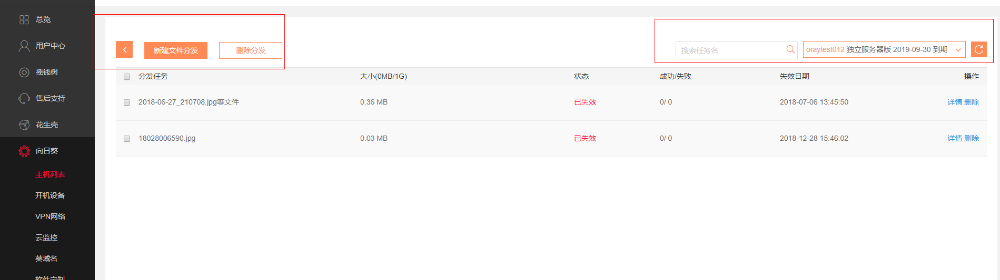 总览
用户中心
摇钱树
售后支持
花生壳
向日葵
主机列表
开机设备
VPN网络
云监控
葵域名
软件定制
新建文件分发 删除分发
搜索任务名 oraytest012 独立服务器版 2019-09-30 到期
分发任务 大小(0MB/1G) 状态 成功/失败 失效日期 操作
2018-06-27_210708.jpg等文件 0.36 MB 已失效 0/ 0 2018-07-06 13:45:50 详情 删除
18028006590.jpg 0.03 MB 已失效 0/ 0 2018-12-28 15:46:02 详情 删除